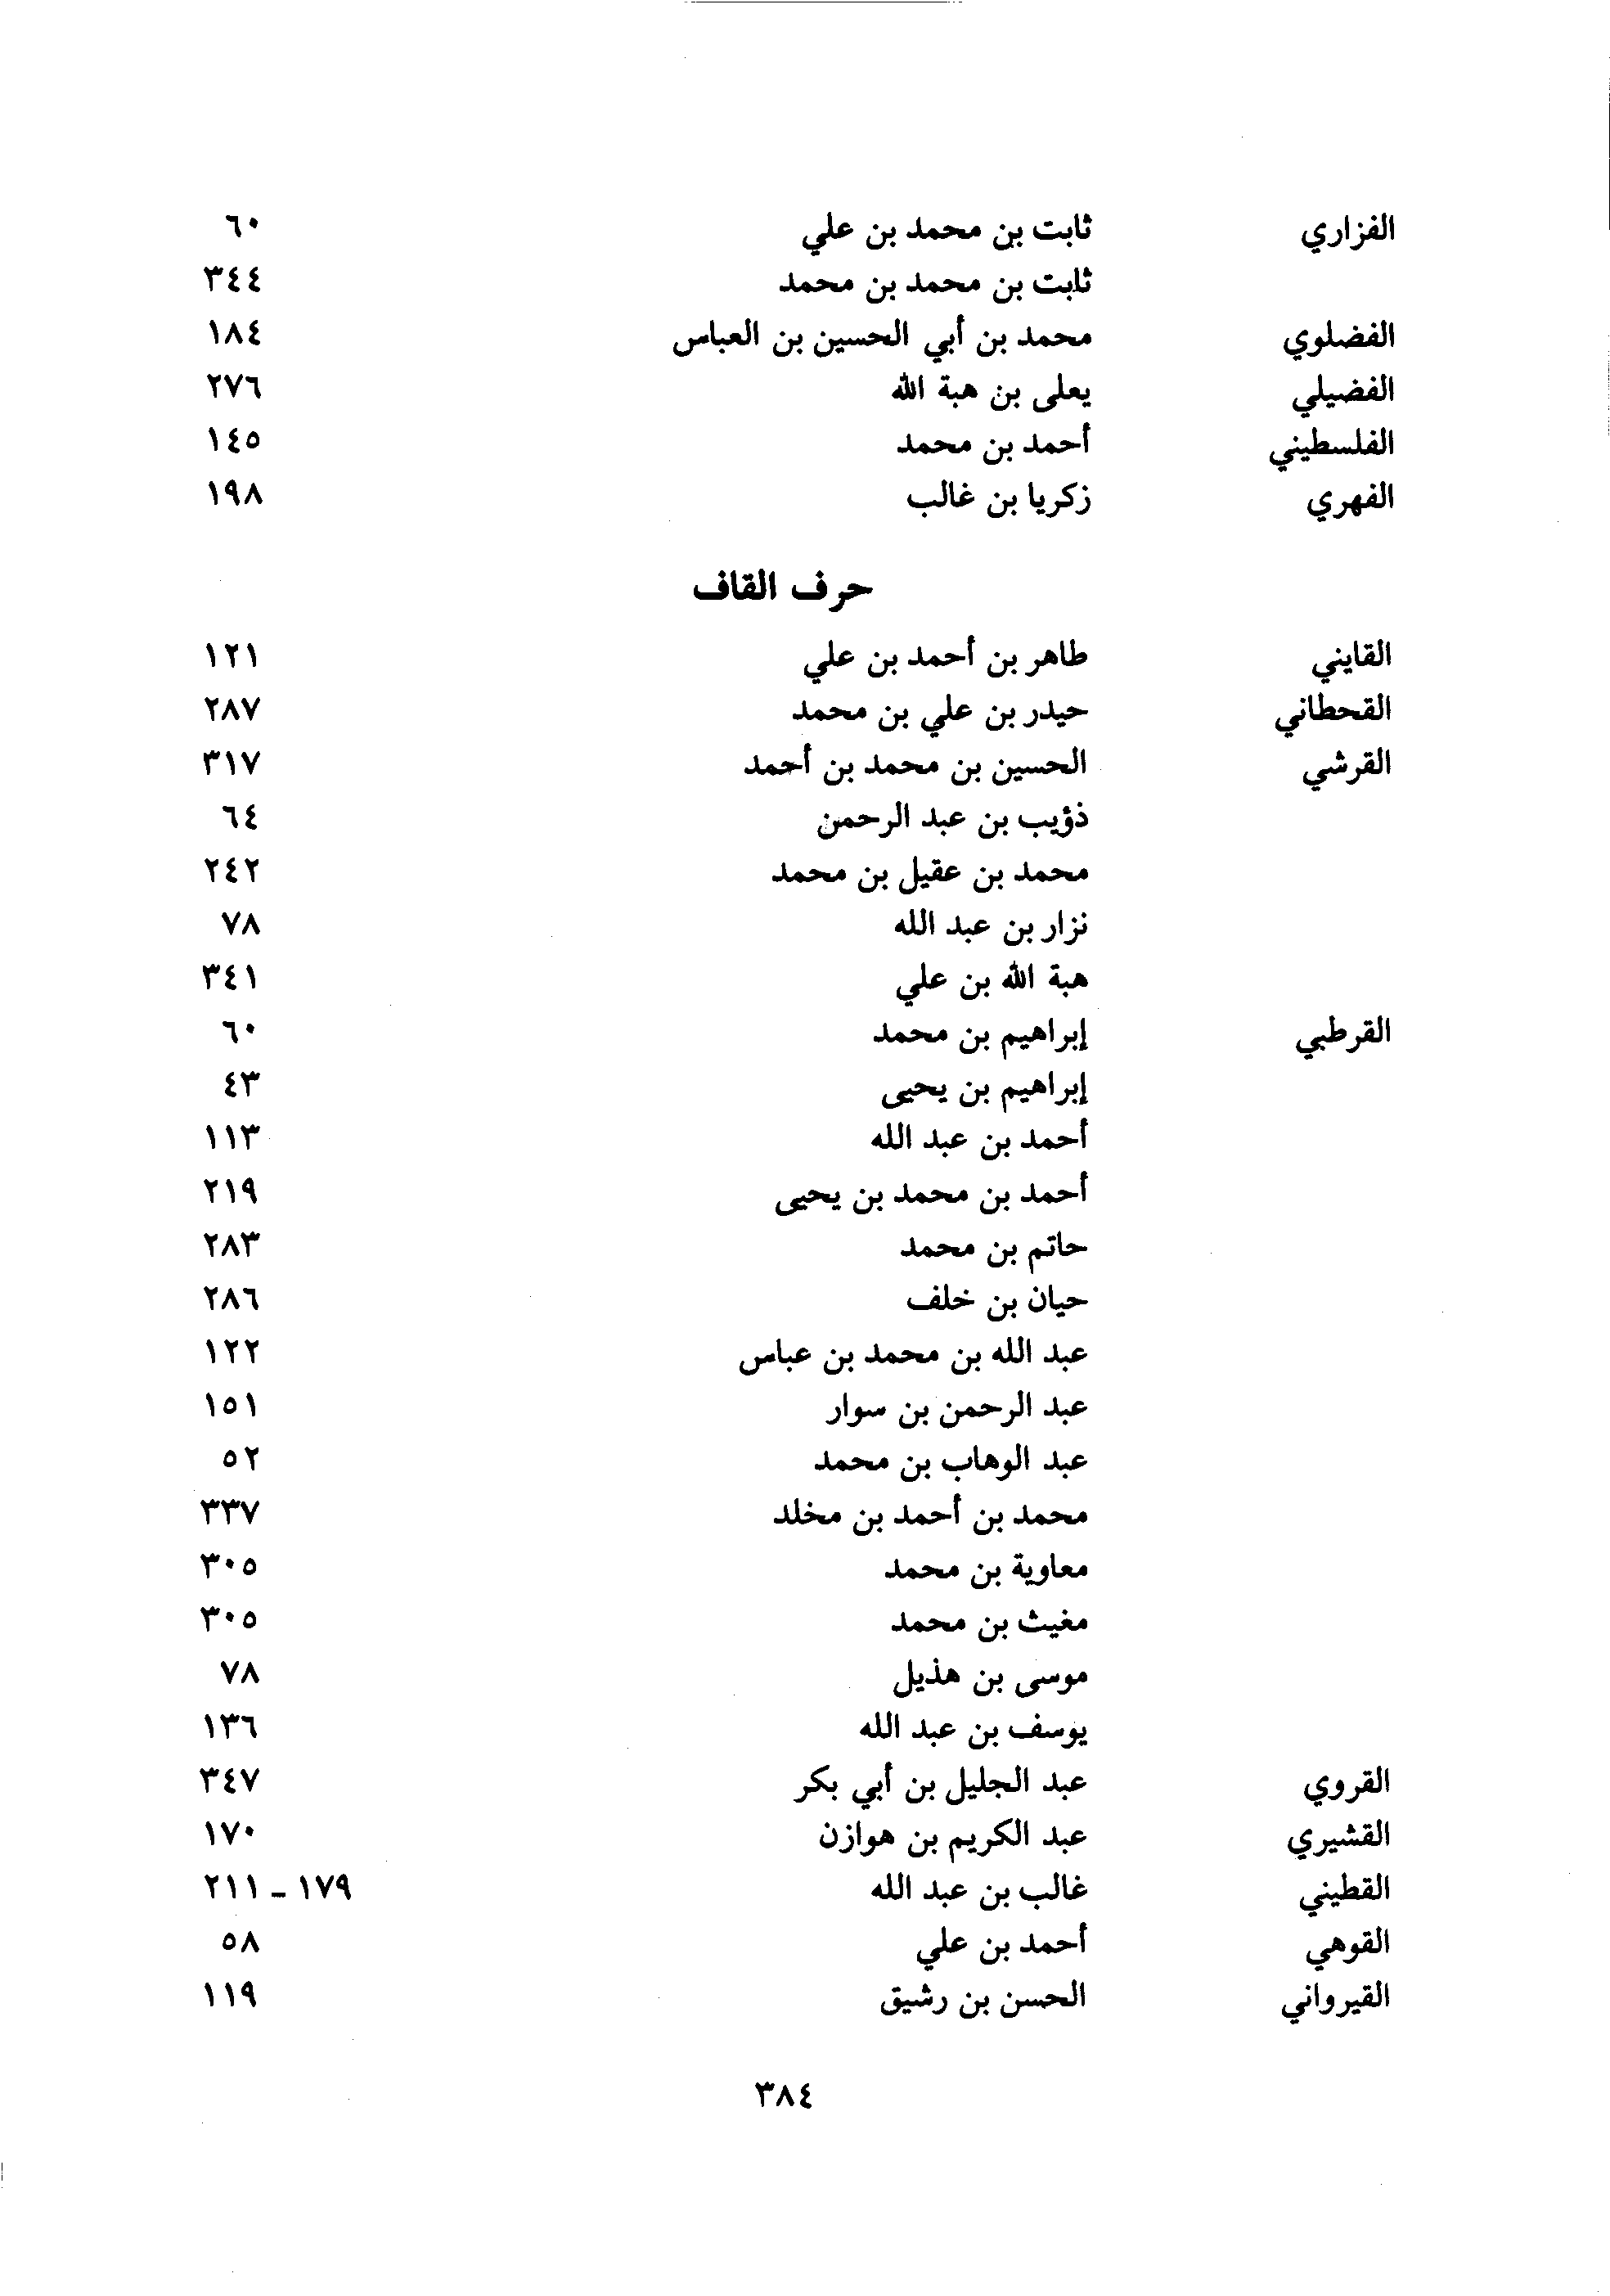 الفزاري ثابت بن محمد بن علي ٦٠
ثابت بن محمد بن محمد ٣٤٤
الفضلوي محمد بن أبي الحسين بن العباس ١٨٤
الفضيلي يعلى بن هبة الله ٢٧٦
الفلسطيني أحمد بن محمد ١٤٥
الفهري زكريا بن غالب ١٩٨
حرف القاف
القايني طاهر بن أحمد بن علي ١٢١
القحطاني حيدر بن علي بن محمد ٢٨٧
القرشي الحسين بن محمد بن أحمد ٣١٧
ذؤيب بن عبد الرحمن ٦٤
محمد بن عقيل بن محمد ٢٤٢
نزار بن عبد الله ٧٨
هبة الله بن علي ٣٤١
القرطبي إبراهيم بن محمد ٦٠
إبراهيم بن يحيى ٤٣
أحمد بن عبد الله ١١٣
أحمد بن محمد بن يحيى ٢١٩
حاتم بن محمد ٢٨٣
حيان بن خلف ٢٨٦
عبد الله بن محمد بن عباس ١٢٢
عبد الرحمن بن سوار ١٥١
عبد الوهاب بن محمد ٥٢
محمد بن أحمد بن مخلد ٣٣٧
معاوية بن محمد ٣٠٥
مغيث بن محمد ٣٠٥
موسى بن هذيل ٧٨
يوسف بن عبد الله ١٣٦
القروي عبد الجليل بن أبي بكر ٣٤٧
القشيري عبد الكريم بن هوازن ١٧٠
القطيني غالب بن عبد الله ١٧٩ - ٢١١
القوهي أحمد بن علي ٥٨
القيرواني الحسن بن رشيق ١١٩
٣٨٤